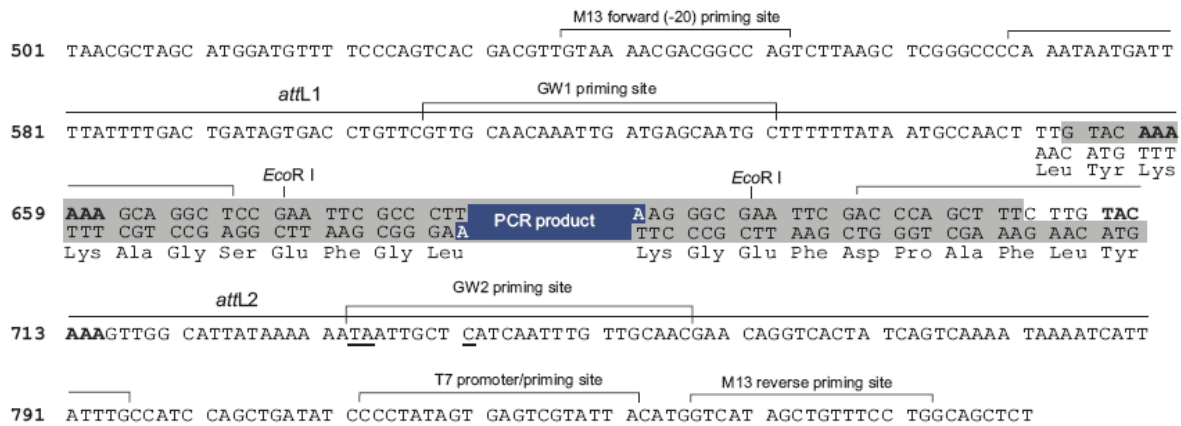 M13 forward (-20) priming site
501 TAACGCTAGC ATGGATGTTT TCCCAGTCAC GACGTTGTAA AACGACGGCC AGTCTTAAGC TCGGGCCCCA AATAATGATT
attL1 GW1 priming site
581 TTATTTTGAC TGATAGTGAC CTGTTCGTTG CAACAAATTG ATGAGCAATG CTTTTTTATA ATGCCAACT TTG TAC AAA
AAC ATG TTT
Leu Tyr Lys
EcoR I EcoR I
659 AAA GCA GGC TCC GAA TTC GCC CTT PCR product AAG GGC GAA TTC GAC CCA GCT TTC TTG TAC
TTT CGT CCG AGG CTT AAG CGG GAA TTC CCG CTT AAG CTG GGT CGA AAG AAC ATG
Lys Ala Gly Ser Glu Phe Gly Leu Lys Gly Glu Phe Asp Pro Ala Phe Leu Tyr
attL2 GW2 priming site
713 AAAGTTGG CATTATAAAA AATAATTGCT CATCAATTTG TTGCAACGAA CAGGTCACTA TCAGTCAAAA TAAAATCATT
T7 promoter/priming site M13 reverse priming site
791 ATTTGCCATC CAGCTGATAT CCCCTATAGT GAGTCGTATT ACATGGTCAT AGCTGTTTCC TGGCAGCTCT